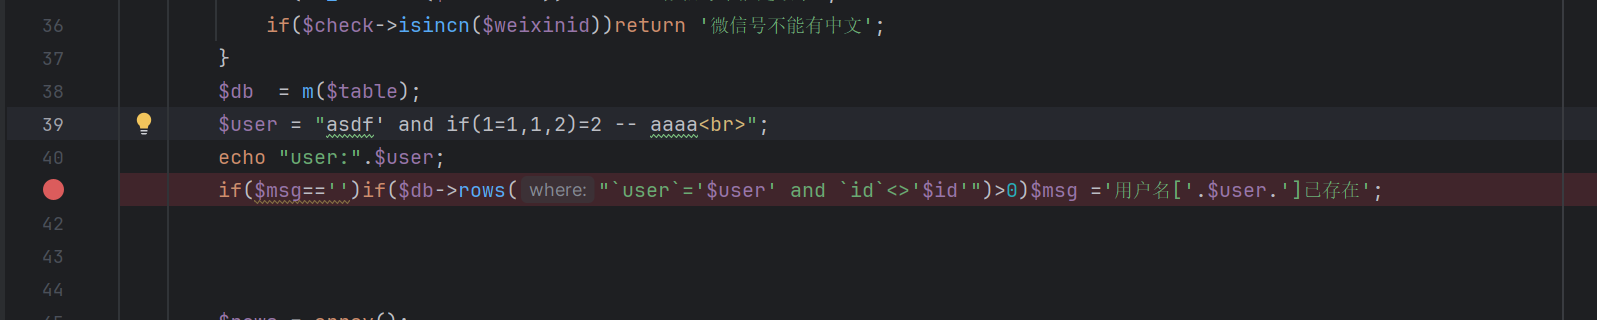 36 if($check->isincn($weixinid))return '微信号不能有中文';
37 }
38 $db  = m($table);
39 $user = "asdf' and if(1=1,1,2)=2 -- aaaa<br>";
40 echo "user:".$user;
if($msg=='')if($db->rows( where: "`user`='$user' and `id`<>'$id'")>0)$msg ='用户名['.$user.']已存在';
42
43
44
45 $rows = array();